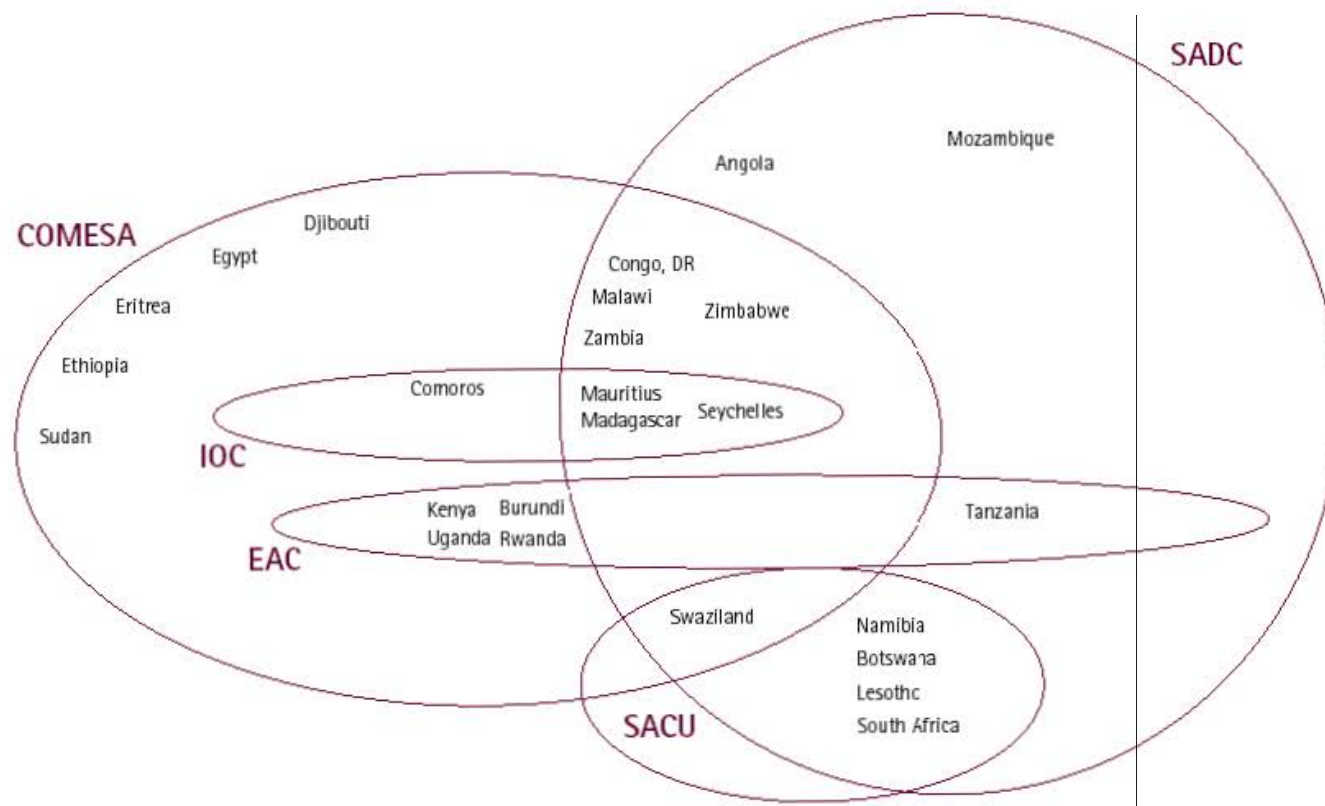 SADC
Mozambique
Angola
COMESA
Djibouti
Egypt
Eritrea
Ethiopia
Sudan
Congo, DR
Malawi
Zimbabwe
Zambia
Comoros
Mauritius
Madagascar
Seychelles
IOC
Kenya Burundi
Uganda Rwanda
Tanzania
EAC
Swaziland
Namibia
Botswana
Lesothc
South Africa
SACU